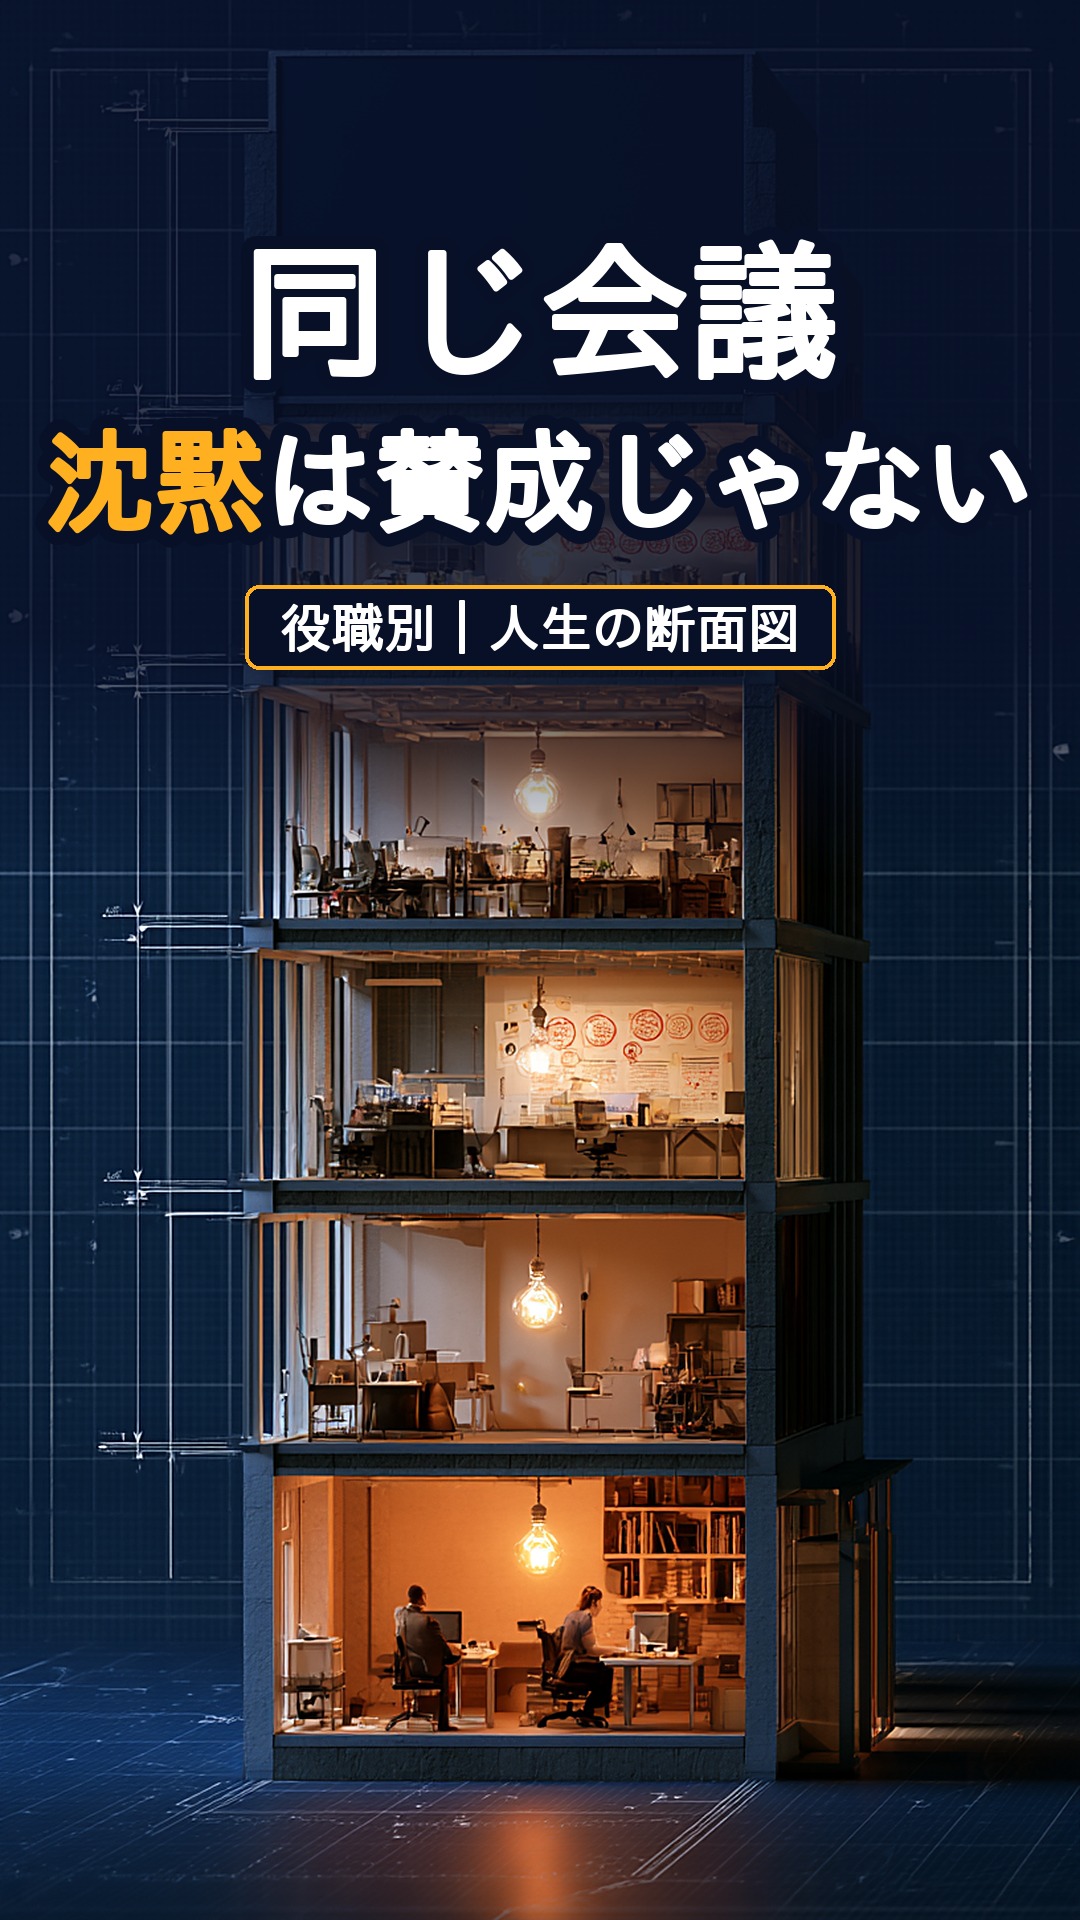 同じ会議
沈黙は賛成じゃない
役職別｜人生の断面図